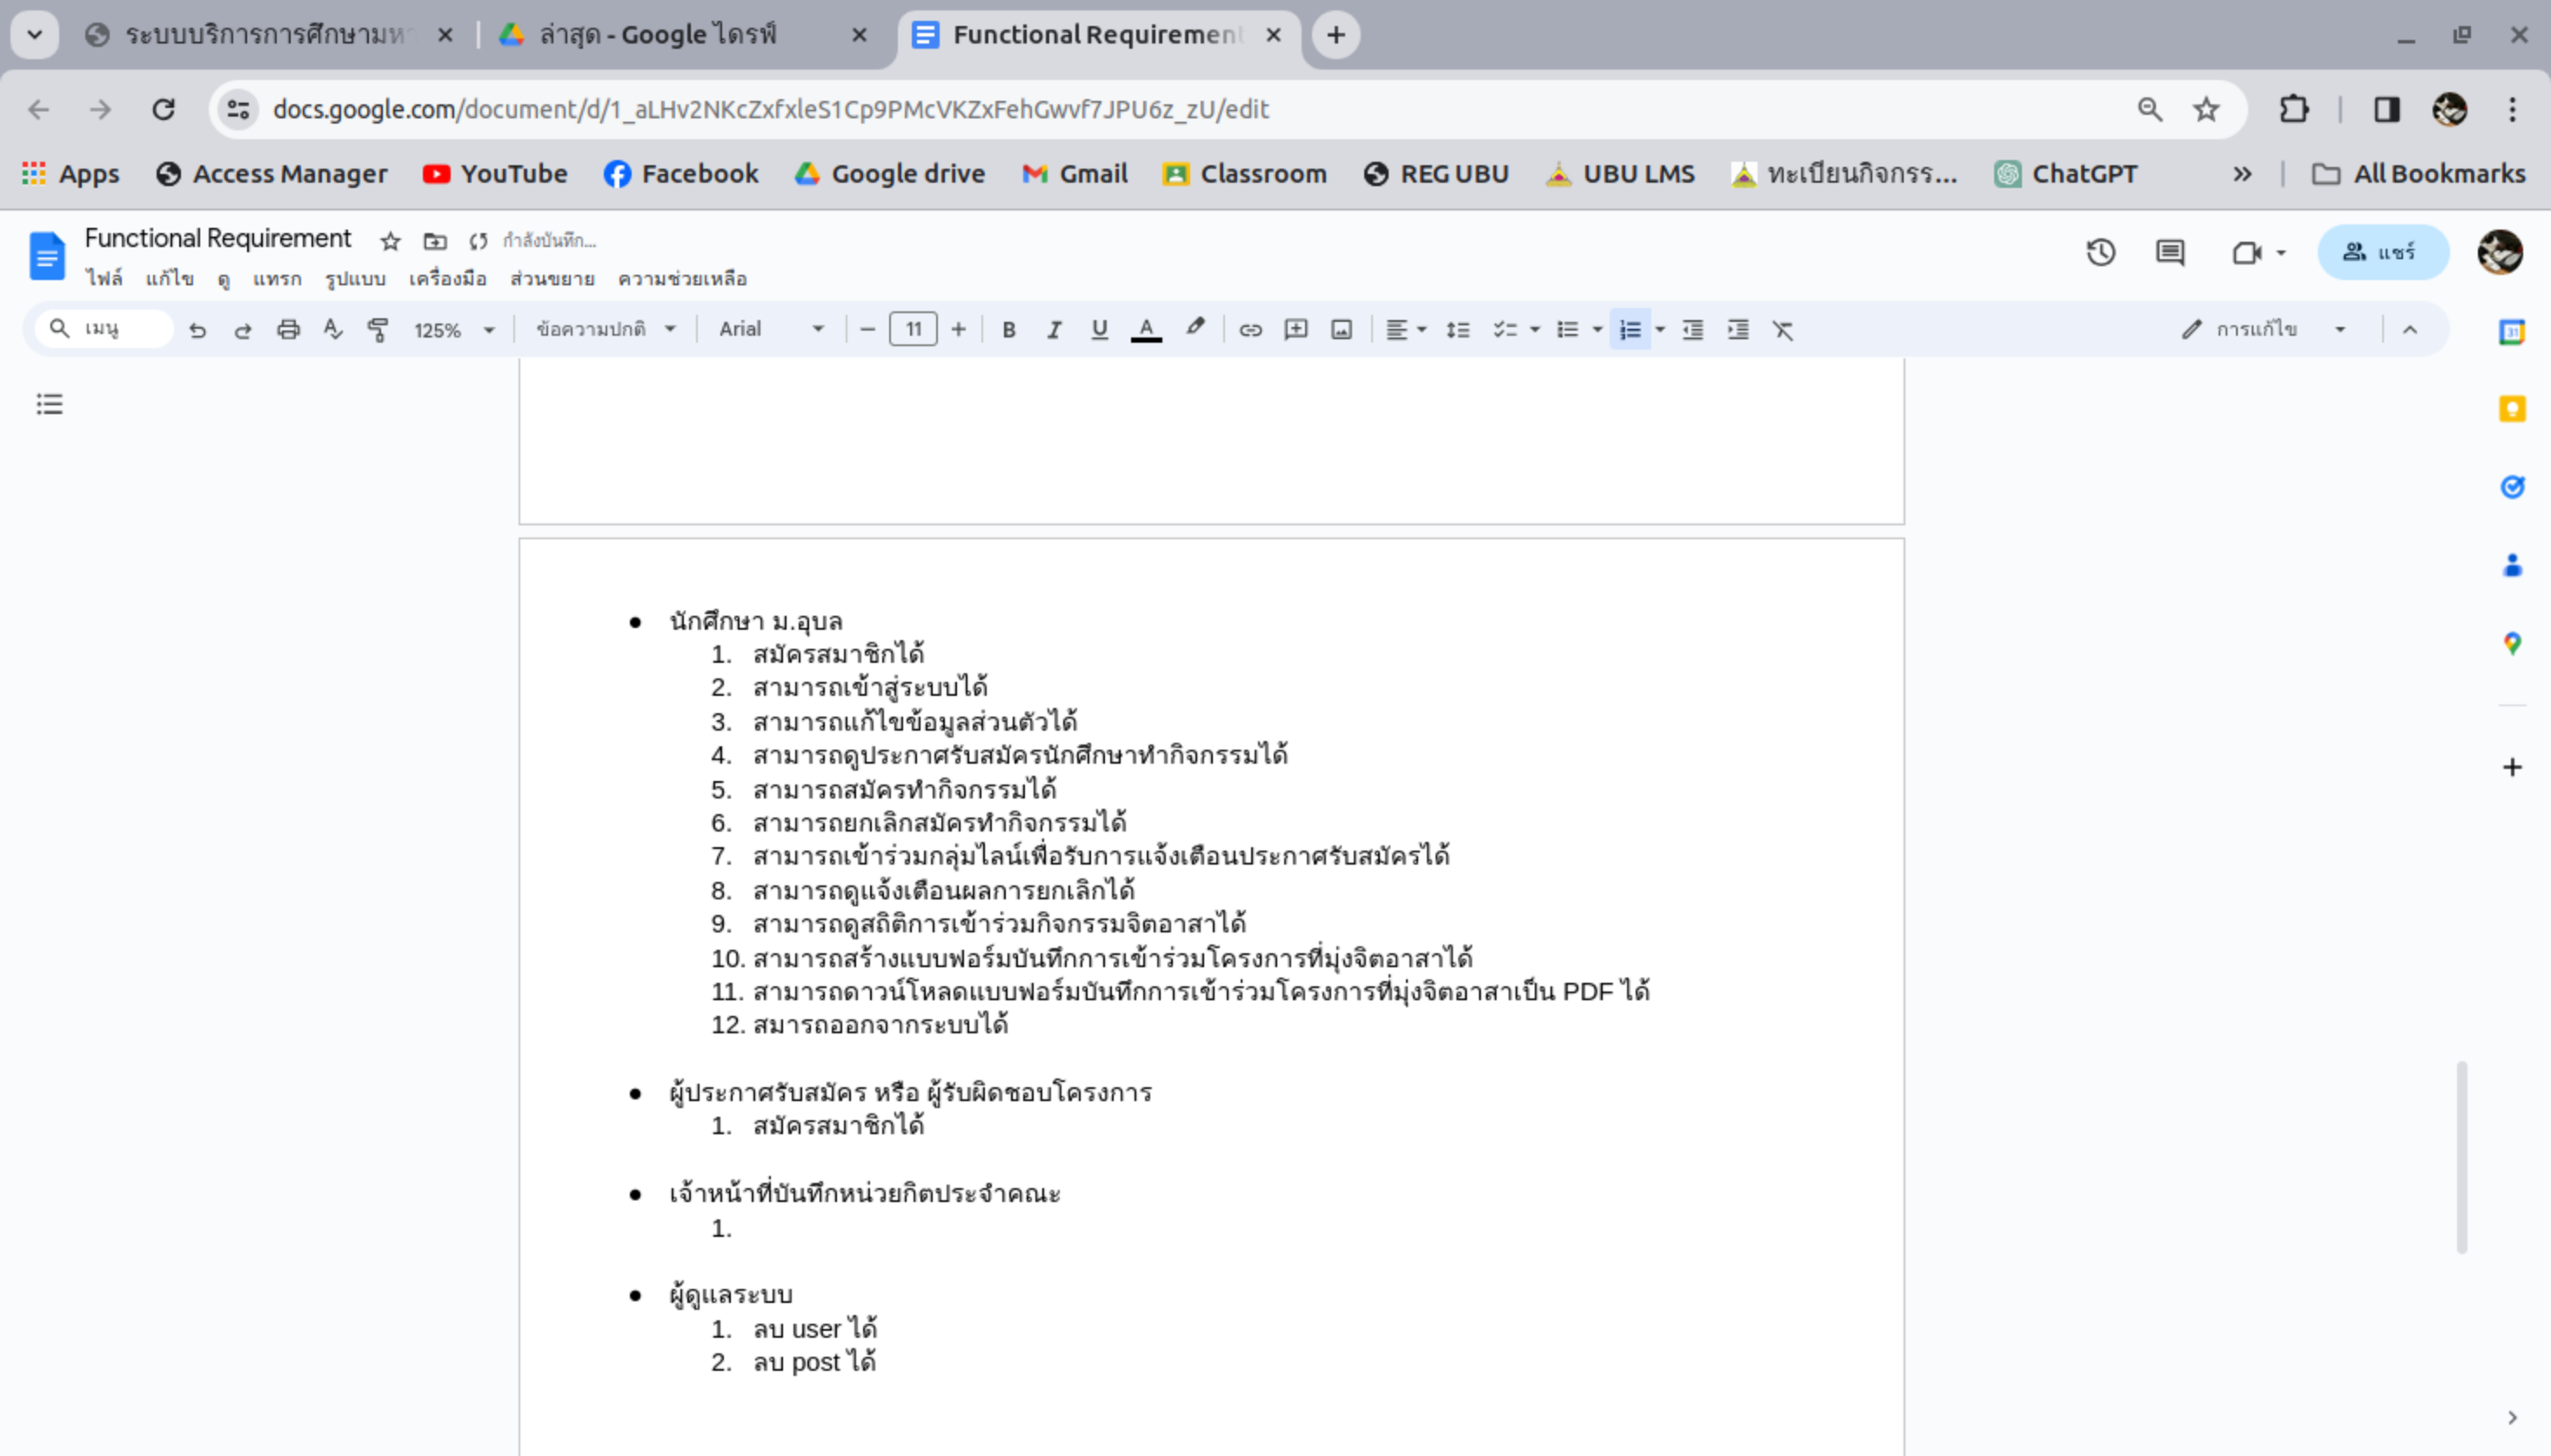 ระบบบริการการศึกษามหา
ล่าสุด - Google ไดรฟ์
Functional Requirement
docs.google.com/document/d/1_aLHv2NKcZxfxleS1Cp9PMcVKZxFehGwvf7JPU6z_zU/edit
Apps Access Manager YouTube Facebook Google drive Gmail Classroom REG UBU UBU LMS ทะเบียนกิจกรร... ChatGPT » All Bookmarks
Functional Requirement กำลังบันทึก...
แชร์
ไฟล์ แก้ไข ดู แทรก รูปแบบ เครื่องมือ ส่วนขยาย ความช่วยเหลือ
เมนู 125% ข้อความปกติ Arial 11 B I U A การแก้ไข
31
● นักศึกษา ม.อุบล
1. สมัครสมาชิกได้
2. สามารถเข้าสู่ระบบได้
3. สามารถแก้ไขข้อมูลส่วนตัวได้
4. สามารถดูประกาศรับสมัครนักศึกษาทำกิจกรรมได้
5. สามารถสมัครทำกิจกรรมได้
6. สามารถยกเลิกสมัครทำกิจกรรมได้
7. สามารถเข้าร่วมกลุ่มไลน์เพื่อรับการแจ้งเตือนประกาศรับสมัครได้
8. สามารถดูแจ้งเตือนผลการยกเลิกได้
9. สามารถดูสถิติการเข้าร่วมกิจกรรมจิตอาสาได้
10. สามารถสร้างแบบฟอร์มบันทึกการเข้าร่วมโครงการที่มุ่งจิตอาสาได้
11. สามารถดาวน์โหลดแบบฟอร์มบันทึกการเข้าร่วมโครงการที่มุ่งจิตอาสาเป็น PDF ได้
12. สมารถออกจากระบบได้
● ผู้ประกาศรับสมัคร หรือ ผู้รับผิดชอบโครงการ
1. สมัครสมาชิกได้
● เจ้าหน้าที่บันทึกหน่วยกิตประจำคณะ
1.
● ผู้ดูแลระบบ
1. ลบ user ได้
2. ลบ post ได้